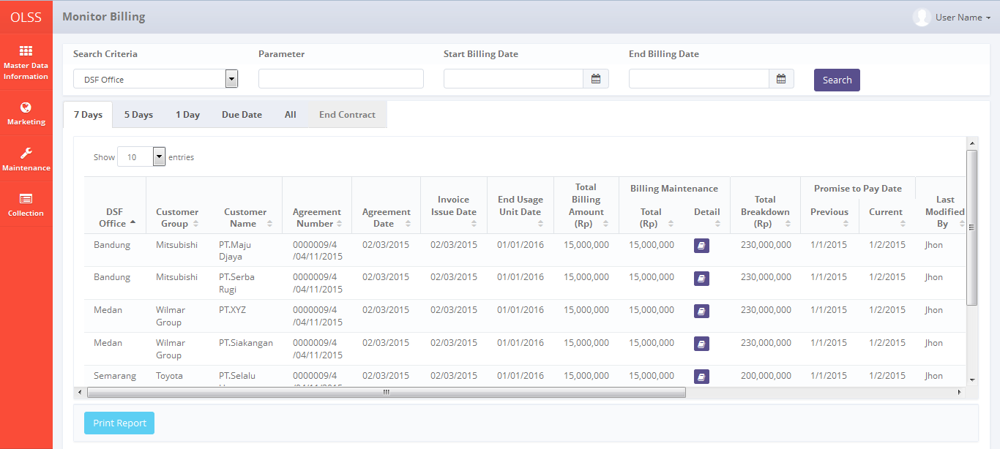 OLSS
Monitor Billing
User Name
Master Data
Information
Marketing
Maintenance
Collection
Search Criteria
Parameter
Start Billing Date
End Billing Date
DSF Office
Search
7 Days
5 Days
1 Day
Due Date
All
End Contract
Show 10 entries
DSF
Office
Customer
Group
Customer
Name
Agreement
Number
Agreement
Date
Invoice
Issue Date
End Usage
Unit Date
Total
Billing
Amount
(Rp)
Billing Maintenance
Total
(Rp)
Detail
Total
Breakdown
(Rp)
Promise to Pay Date
Previous
Current
Last
Modified
By
Bandung Mitsubishi PT.Maju 0000009/4 02/03/2015 02/03/2015 01/01/2016 15,000,000 15,000,000 230,000,000 1/1/2015 1/2/2015 Jhon
Djaya /04/11/2015
Bandung Mitsubishi PT.Serba 0000009/4 02/03/2015 02/03/2015 01/01/2016 15,000,000 15,000,000 230,000,000 1/1/2015 1/2/2015 Jhon
Rugi /04/11/2015
Medan Wilmar PT.XYZ 0000009/4 02/03/2015 02/03/2015 01/01/2016 15,000,000 15,000,000 230,000,000 1/1/2015 1/2/2015 Jhon
Group /04/11/2015
Medan Wilmar PT.Siakangan 0000009/4 02/03/2015 02/03/2015 01/01/2016 15,000,000 15,000,000 230,000,000 1/1/2015 1/2/2015 Jhon
Group /04/11/2015
Semarang Toyota PT.Selalu 0000009/4 02/03/2015 02/03/2015 01/01/2016 15,000,000 15,000,000 200,000,000 1/1/2015 1/2/2015 Jhon
Print Report